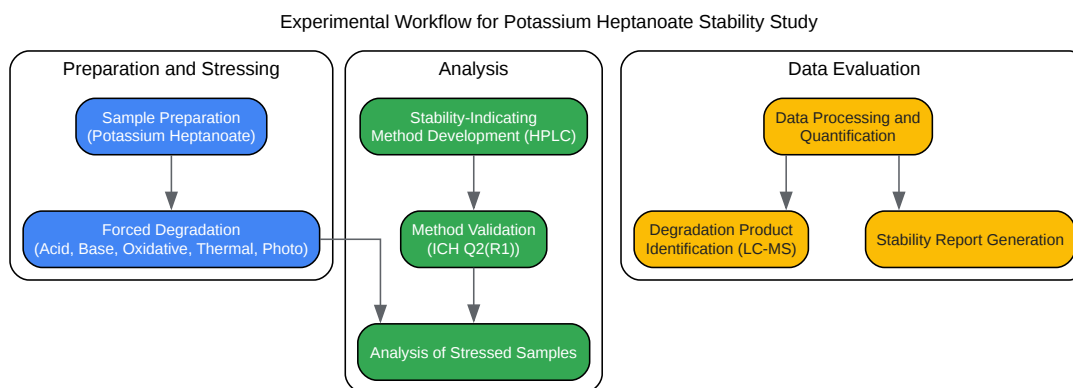 Experimental Workflow for Potassium Heptanoate Stability Study
Preparation and Stressing
Sample Preparation
(Potassium Heptanoate)
Forced Degradation
(Acid, Base, Oxidative, Thermal, Photo)
Analysis
Stability-Indicating
Method Development (HPLC)
Method Validation
(ICH Q2(R1))
Analysis of Stressed Samples
Data Evaluation
Data Processing and
Quantification
Degradation Product
Identification (LC-MS)
Stability Report Generation